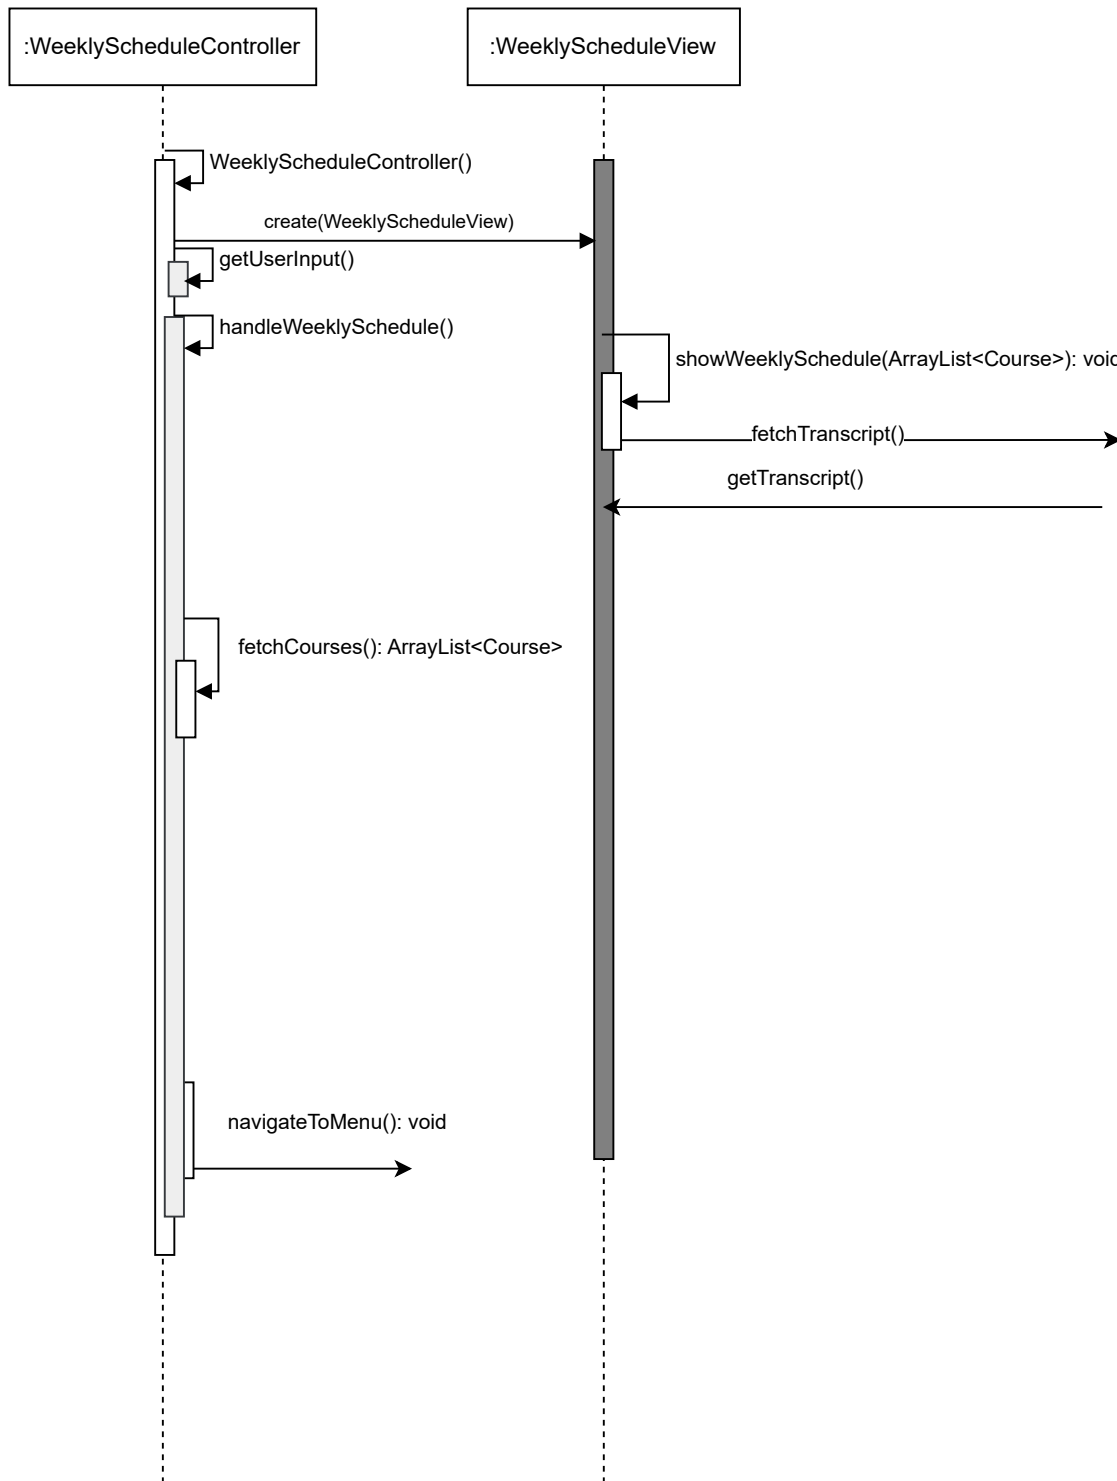 :WeeklyScheduleController
:WeeklyScheduleView
WeeklyScheduleController()
create(WeeklyScheduleView)
getUserInput()
handleWeeklySchedule()
showWeeklySchedule(ArrayList<Course>): void
fetchTranscript()
getTranscript()
fetchCourses(): ArrayList<Course>
navigateToMenu(): void